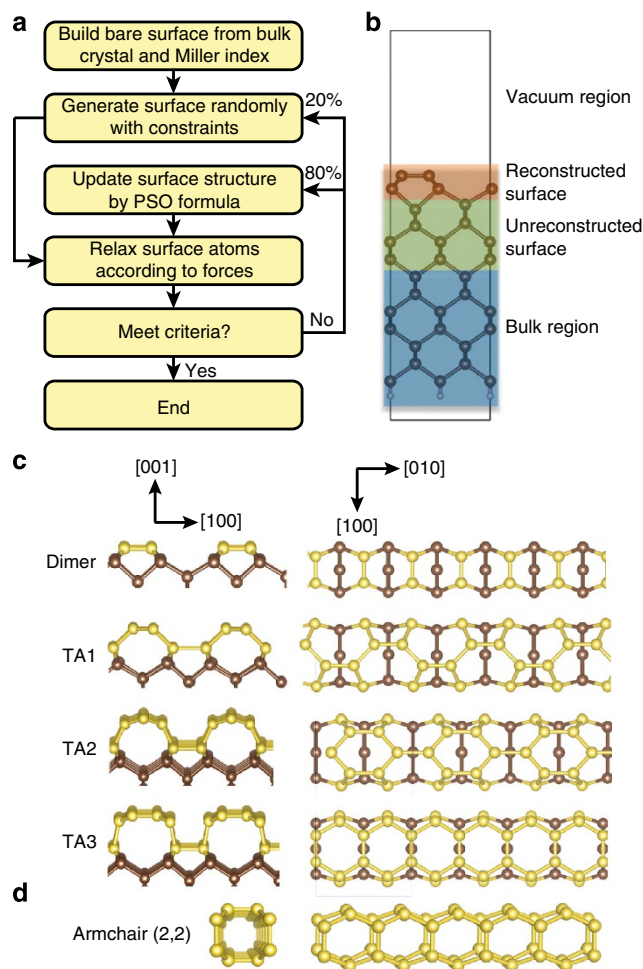 a
Build bare surface from bulk
crystal and Miller index
Generate surface randomly
with constraints
20%
Update surface structure
by PSO formula
80%
Relax surface atoms
according to forces
Meet criteria?
No
Yes
End
b
Vacuum region
Reconstructed
surface
Unreconstructed
surface
Bulk region
c
[001]
[100]
[010]
[100]
Dimer
TA1
TA2
TA3
d
Armchair (2,2)